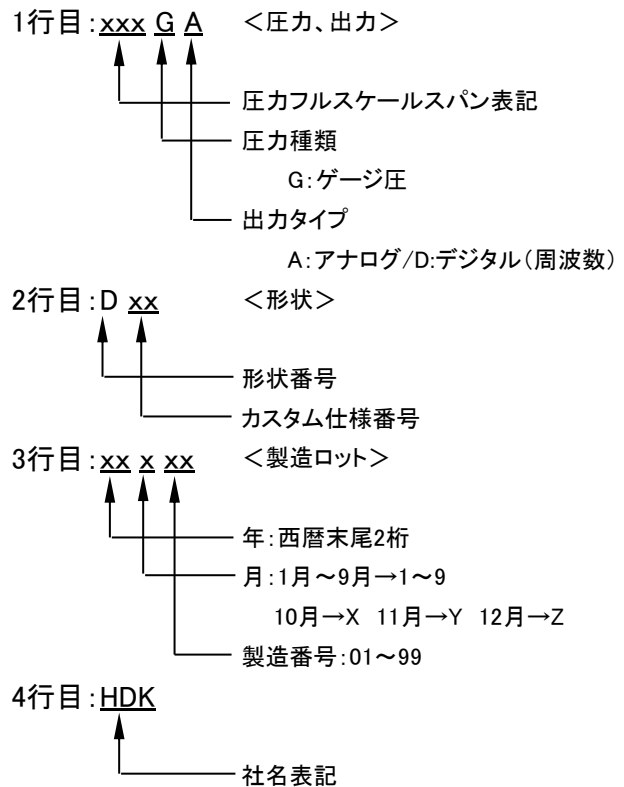 1行目:xxx G A ＜圧力、出力＞
圧力フルスケールスパン表記
圧力種類
G:ゲージ圧
出力タイプ
A:アナログ/D:デジタル(周波数)
2行目:D xx ＜形状＞
形状番号
カスタム仕様番号
3行目:xx x xx ＜製造ロット＞
年:西暦末尾2桁
月:1月～9月→1～9
10月→X 11月→Y 12月→Z
製造番号:01～99
4行目:HDK
社名表記